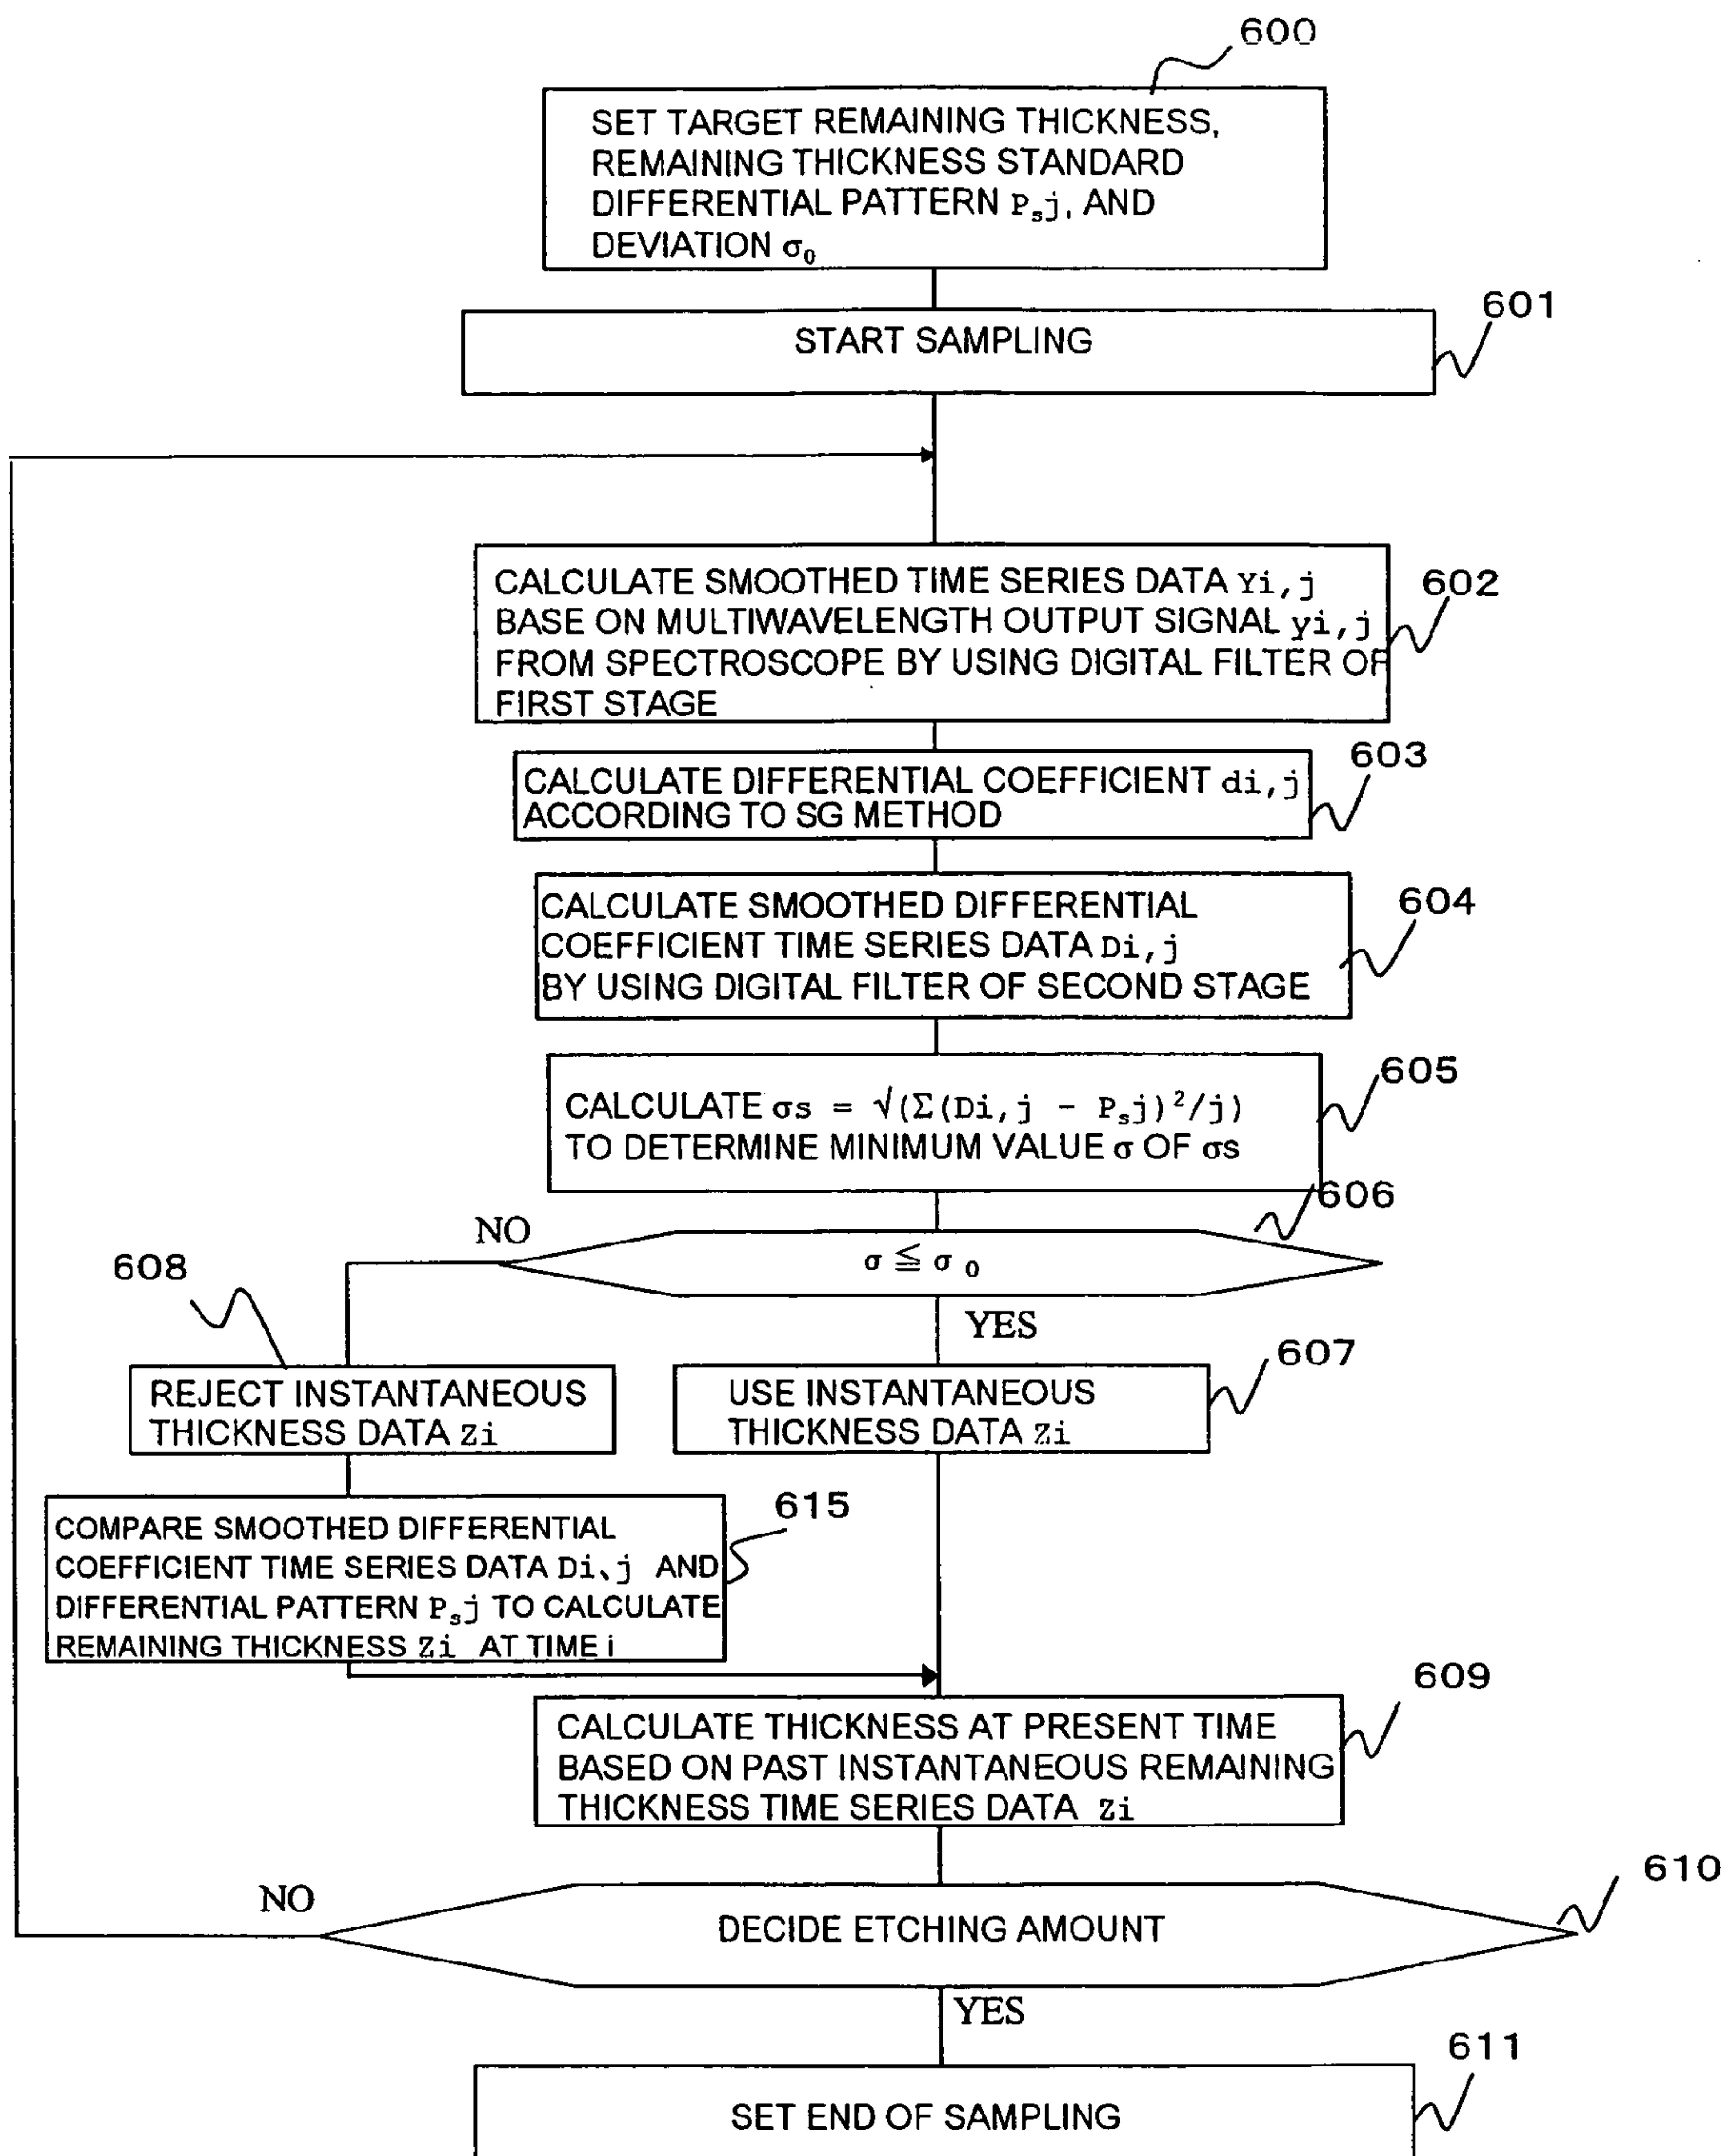 600
SET TARGET REMAINING THICKNESS,
REMAINING THICKNESS STANDARD
DIFFERENTIAL PATTERN Psj, AND
DEVIATION σ0
601
START SAMPLING
602
CALCULATE SMOOTHED TIME SERIES DATA Yi,j
BASE ON MULTIWAVELENGTH OUTPUT SIGNAL yi,j
FROM SPECTROSCOPE BY USING DIGITAL FILTER OF
FIRST STAGE
603
CALCULATE DIFFERENTIAL COEFFICIENT di,j
ACCORDING TO SG METHOD
604
CALCULATE SMOOTHED DIFFERENTIAL
COEFFICIENT TIME SERIES DATA Di,j
BY USING DIGITAL FILTER OF SECOND STAGE
605
CALCULATE σs = √(Σ(Di,j - Psj)²/j)
TO DETERMINE MINIMUM VALUE σ OF σs
606
NO
σ ≦ σ 0
YES
608
REJECT INSTANTANEOUS
THICKNESS DATA Zi
607
USE INSTANTANEOUS
THICKNESS DATA Zi
615
COMPARE SMOOTHED DIFFERENTIAL
COEFFICIENT TIME SERIES DATA Di、j AND
DIFFERENTIAL PATTERN Psj TO CALCULATE
REMAINING THICKNESS Zi AT TIME i
609
CALCULATE THICKNESS AT PRESENT TIME
BASED ON PAST INSTANTANEOUS REMAINING
THICKNESS TIME SERIES DATA Zi
610
NO
DECIDE ETCHING AMOUNT
YES
611
SET END OF SAMPLING